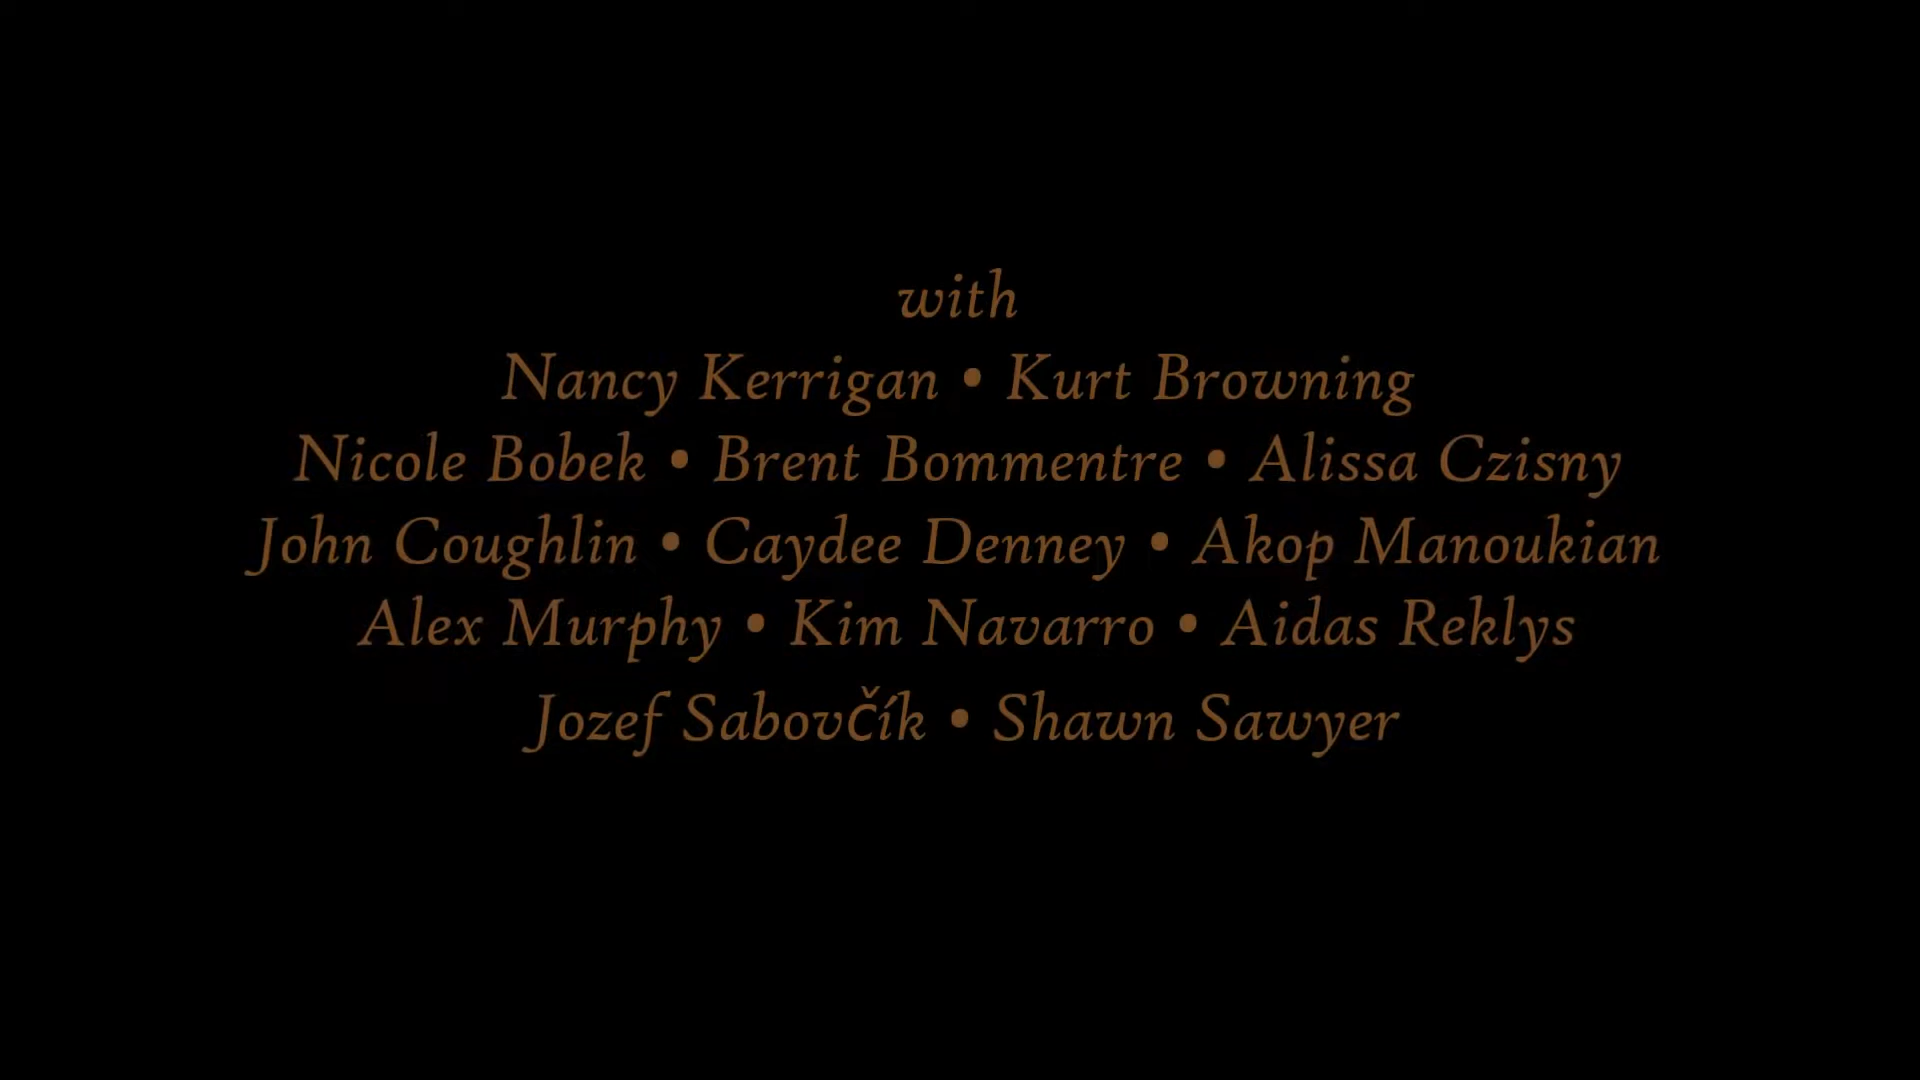 with
Nancy Kerrigan • Kurt Browning
Nicole Bobek • Brent Bommentre • Alissa Czisny
John Coughlin • Caydee Denney • Akop Manoukian
Alex Murphy • Kim Navarro • Aidas Reklys
Jozef Sabovčík • Shawn Sawyer